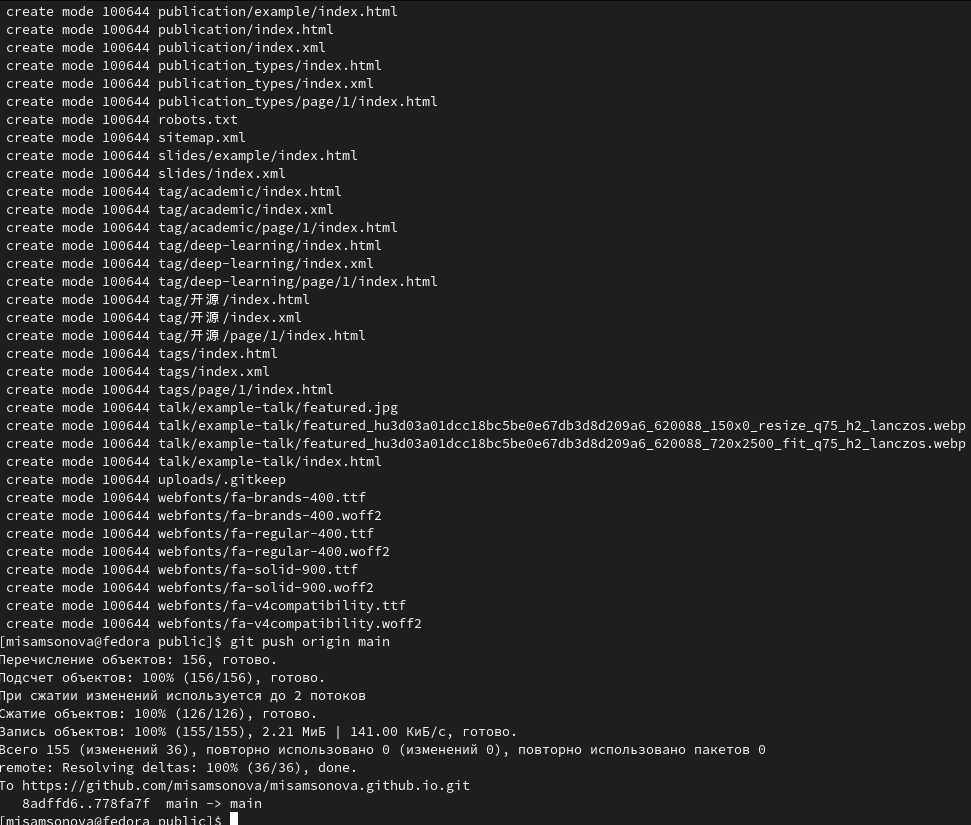 create mode 100644 publication/example/index.html
create mode 100644 publication/index.html
create mode 100644 publication/index.xml
create mode 100644 publication_types/index.html
create mode 100644 publication_types/index.xml
create mode 100644 publication_types/page/1/index.html
create mode 100644 robots.txt
create mode 100644 sitemap.xml
create mode 100644 slides/example/index.html
create mode 100644 slides/index.xml
create mode 100644 tag/academic/index.html
create mode 100644 tag/academic/index.xml
create mode 100644 tag/academic/page/1/index.html
create mode 100644 tag/deep-learning/index.html
create mode 100644 tag/deep-learning/index.xml
create mode 100644 tag/deep-learning/page/1/index.html
create mode 100644 tag/开源/index.html
create mode 100644 tag/开源/index.xml
create mode 100644 tag/开源/page/1/index.html
create mode 100644 tags/index.html
create mode 100644 tags/index.xml
create mode 100644 tags/page/1/index.html
create mode 100644 talk/example-talk/featured.jpg
create mode 100644 talk/example-talk/featured_hu3d03a01dcc18bc5be0e67db3d8d209a6_620088_150x0_resize_q75_h2_lanczos.webp
create mode 100644 talk/example-talk/featured_hu3d03a01dcc18bc5be0e67db3d8d209a6_620088_720x2500_fit_q75_h2_lanczos.webp
create mode 100644 talk/example-talk/index.html
create mode 100644 uploads/.gitkeep
create mode 100644 webfonts/fa-brands-400.ttf
create mode 100644 webfonts/fa-brands-400.woff2
create mode 100644 webfonts/fa-regular-400.ttf
create mode 100644 webfonts/fa-regular-400.woff2
create mode 100644 webfonts/fa-solid-900.ttf
create mode 100644 webfonts/fa-solid-900.woff2
create mode 100644 webfonts/fa-v4compatibility.ttf
create mode 100644 webfonts/fa-v4compatibility.woff2
[misamsonova@fedora public]$ git push origin main
Перечисление объектов: 156, готово.
Подсчет объектов: 100% (156/156), готово.
При сжатии изменений используется до 2 потоков
Сжатие объектов: 100% (126/126), готово.
Запись объектов: 100% (155/155), 2.21 МиБ | 141.00 КиБ/с, готово.
Всего 155 (изменений 36), повторно использовано 0 (изменений 0), повторно использовано пакетов 0
remote: Resolving deltas: 100% (36/36), done.
To https://github.com/misamsonova/misamsonova.github.io.git
8adffd6..778fa7f main -> main
[misamsonova@fedora public]$